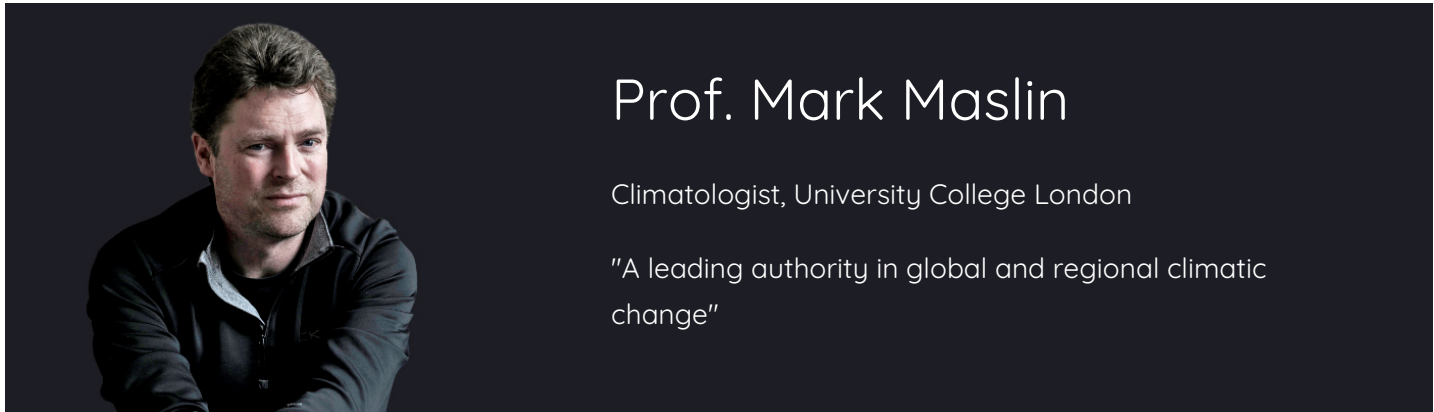 Prof. Mark Maslin
Climatologist, University College London
"A leading authority in global and regional climatic
change"